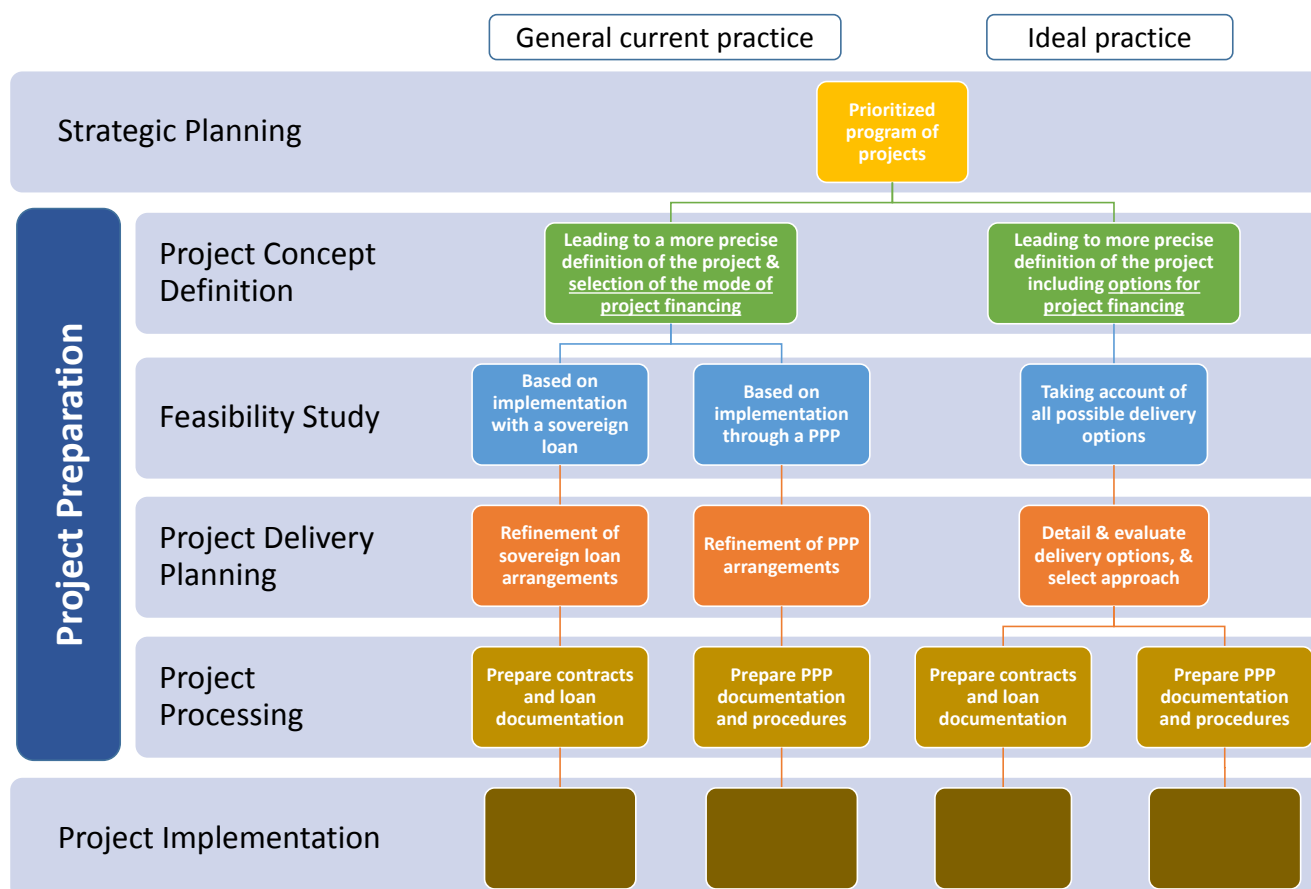 General current practice
Ideal practice
Strategic Planning
Prioritized
program of
projects
Project Preparation
Project Concept
Definition
Leading to a more precise
definition of the project &
selection of the mode of
project financing
Leading to more precise
definition of the project
including options for
project financing
Feasibility Study
Based on
implementation
with a sovereign
loan
Based on
implementation
through a PPP
Taking account of
all possible delivery
options
Project Delivery
Planning
Refinement of
sovereign loan
arrangements
Refinement of PPP
arrangements
Detail & evaluate
delivery options, &
select approach
Project
Processing
Prepare contracts
and loan
documentation
Prepare PPP
documentation
and procedures
Prepare contracts
and loan
documentation
Prepare PPP
documentation
and procedures
Project Implementation